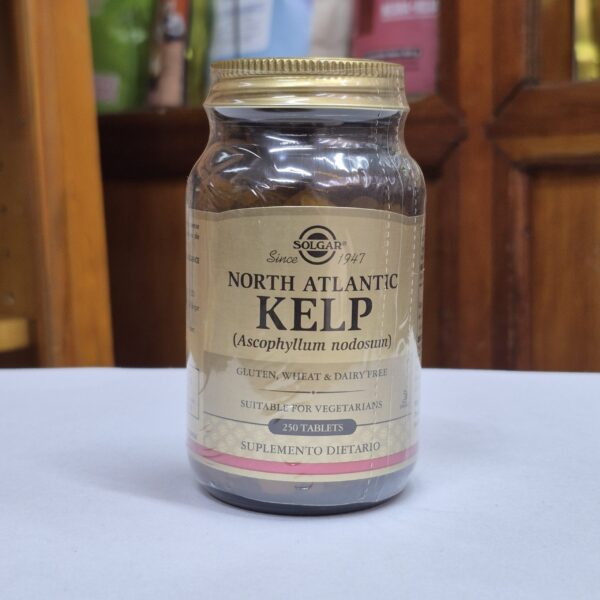 SOLGAR®
Since 1947
NORTH ATLANTIC
KELP
(Ascophyllum nodosum)
GLUTEN, WHEAT & DAIRY FREE
SUITABLE FOR VEGETARIANS
250 TABLETS
SUPLEMENTO DIETARIO